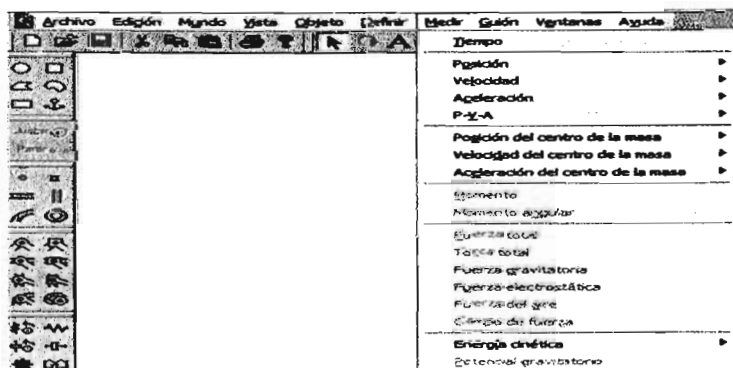 Archivo Edición Mundo Vista Objeto Definir Medir Guión Ventanas Ayuda
A
Tiempo
Posición
Velocidad
Aceleración
P-V-A
Posición del centro de la masa
Velocidad del centro de la masa
Aceleración del centro de la masa
Momento
Momento angular
Fuerza total
Torca total
Fuerza gravitatoria
Fuerza electrostática
Fuerza del aire
Campo de fuerza
Energía cinética
Potencial gravitatorio